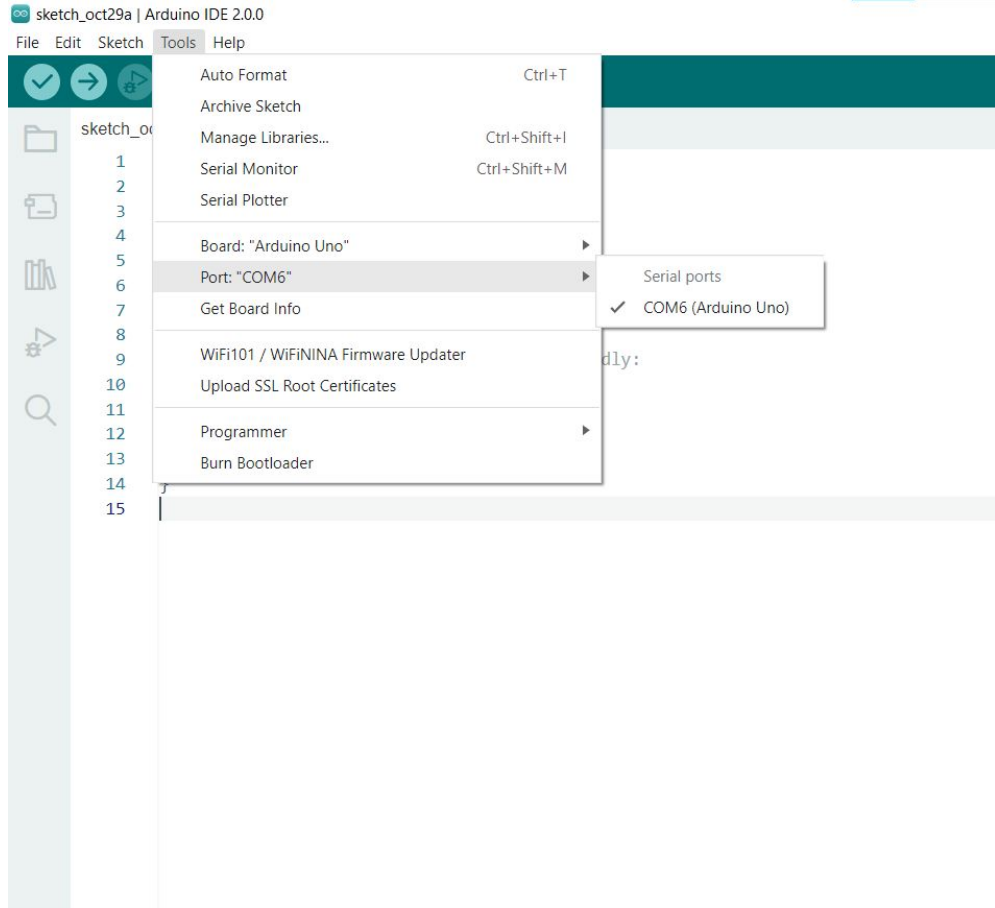 sketch_oct29a | Arduino IDE 2.0.0
File Edit Sketch Tools Help
sketch_oc
Auto Format Ctrl+T
Archive Sketch
Manage Libraries... Ctrl+Shift+I
Serial Monitor Ctrl+Shift+M
Serial Plotter
Board: "Arduino Uno"
Port: "COM6"
Get Board Info
WiFi101 / WiFiNINA Firmware Updater
Upload SSL Root Certificates
Programmer
Burn Bootloader
Serial ports
COM6 (Arduino Uno)
1
2
3
4
5
6
7
8
9 dly:
10
11
12
13
14 }
15